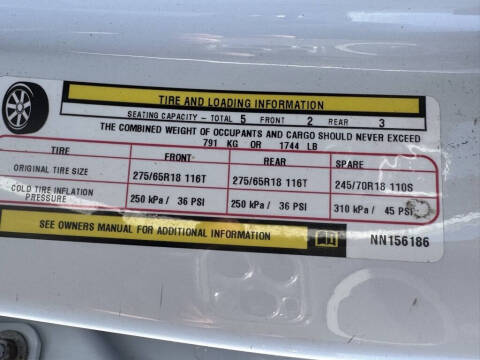 TIRE AND LOADING INFORMATION
SEATING CAPACITY - TOTAL 5 FRONT 2 REAR 3
THE COMBINED WEIGHT OF OCCUPANTS AND CARGO SHOULD NEVER EXCEED
791 KG OR 1744 LB
TIRE FRONT REAR SPARE
ORIGINAL TIRE SIZE 275/65R18 116T 275/65R18 116T 245/70R18 110S
COLD TIRE INFLATION PRESSURE 250 kPa / 36 PSI 250 kPa / 36 PSI 310 kPa / 45 PSI
SEE OWNERS MANUAL FOR ADDITIONAL INFORMATION NN156186